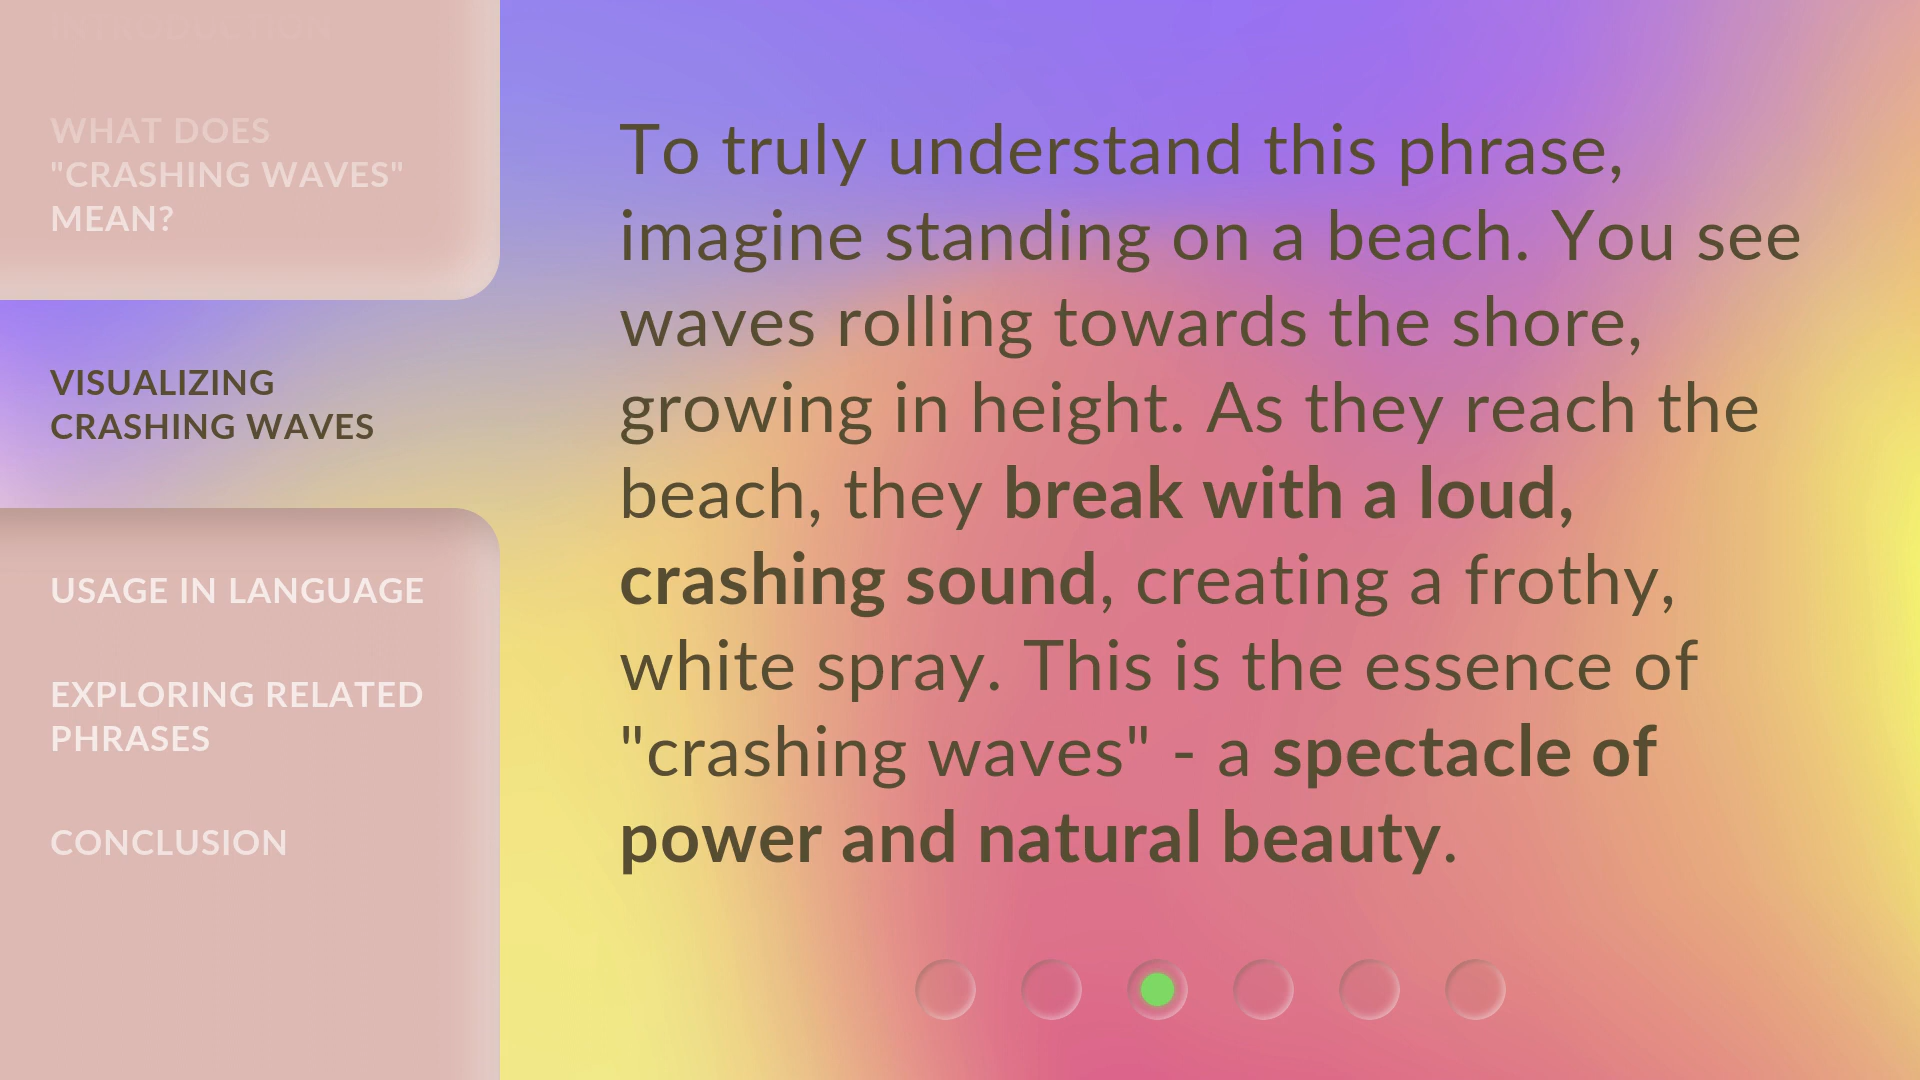 INTRODUCTION
WHAT DOES
"CRASHING WAVES"
MEAN?
VISUALIZING
CRASHING WAVES
USAGE IN LANGUAGE
EXPLORING RELATED
PHRASES
CONCLUSION
To truly understand this phrase,
imagine standing on a beach. You see
waves rolling towards the shore,
growing in height. As they reach the
beach, they break with a loud,
crashing sound, creating a frothy,
white spray. This is the essence of
"crashing waves" - a spectacle of
power and natural beauty.